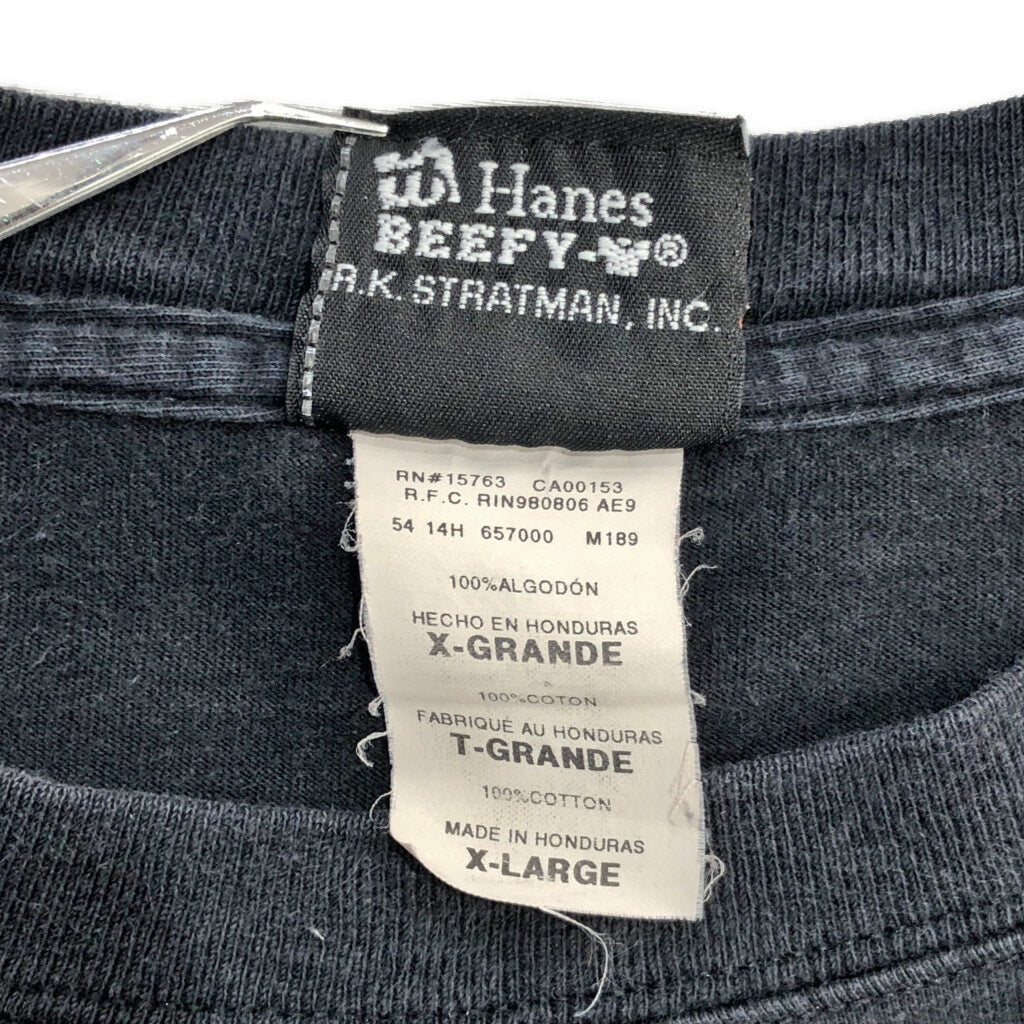 Hanes
BEEFY-T®
R.K. STRATMAN, INC.
RN#15763 CA00153
R.F.C. RIN980806 AE9
54 14H 657000 M189
100%ALGODÓN
HECHO EN HONDURAS
X-GRANDE
100%COTON
FABRIQUÉ AU HONDURAS
T-GRANDE
100%COTTON
MADE IN HONDURAS
X-LARGE